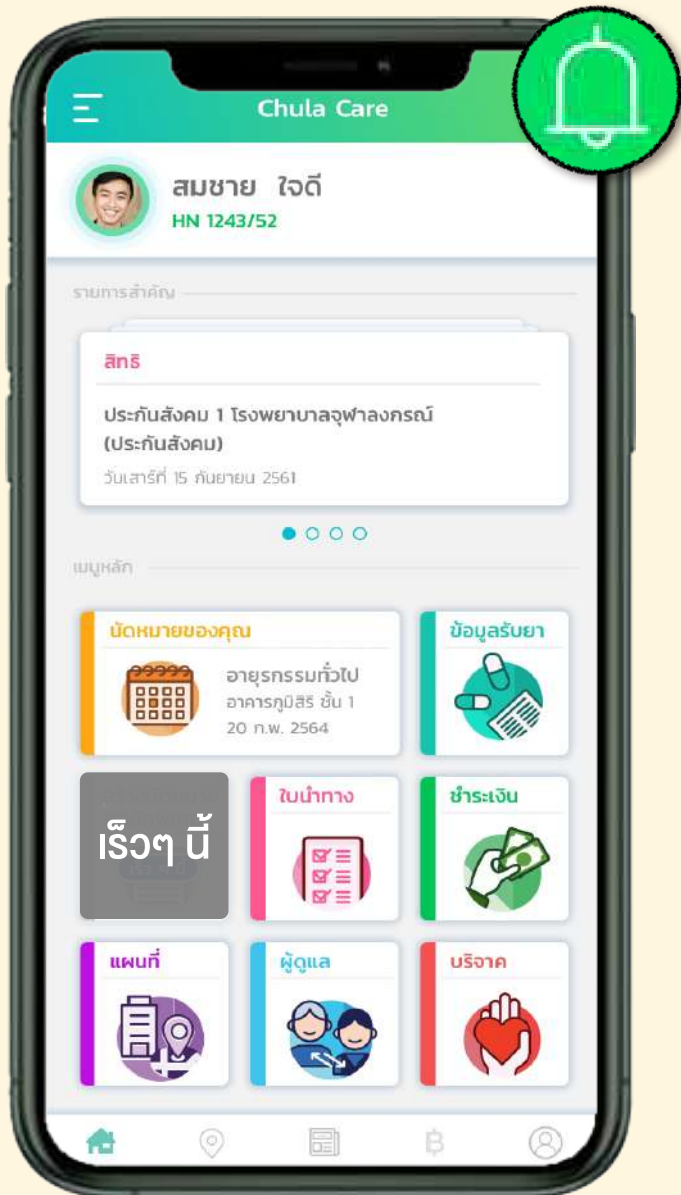 Chula Care
สมชาย ใจดี
HN 1243/52
รายการสำคัญ
สิทธิ
ประกันสังคม 1 โรงพยาบาลจุฬาลงกรณ์
(ประกันสังคม)
วันเสาร์ที่ 15 กันยายน 2561
เมนูหลัก
นัดหมายของคุณ
อายุรกรรมทั่วไป
อาคารภูมิสิริ ชั้น 1
20 ก.พ. 2564
ข้อมูลรับยา
เร็วๆ นี้
ใบนำทาง
ชำระเงิน
แผนที่
ผู้ดูแล
บริจาค